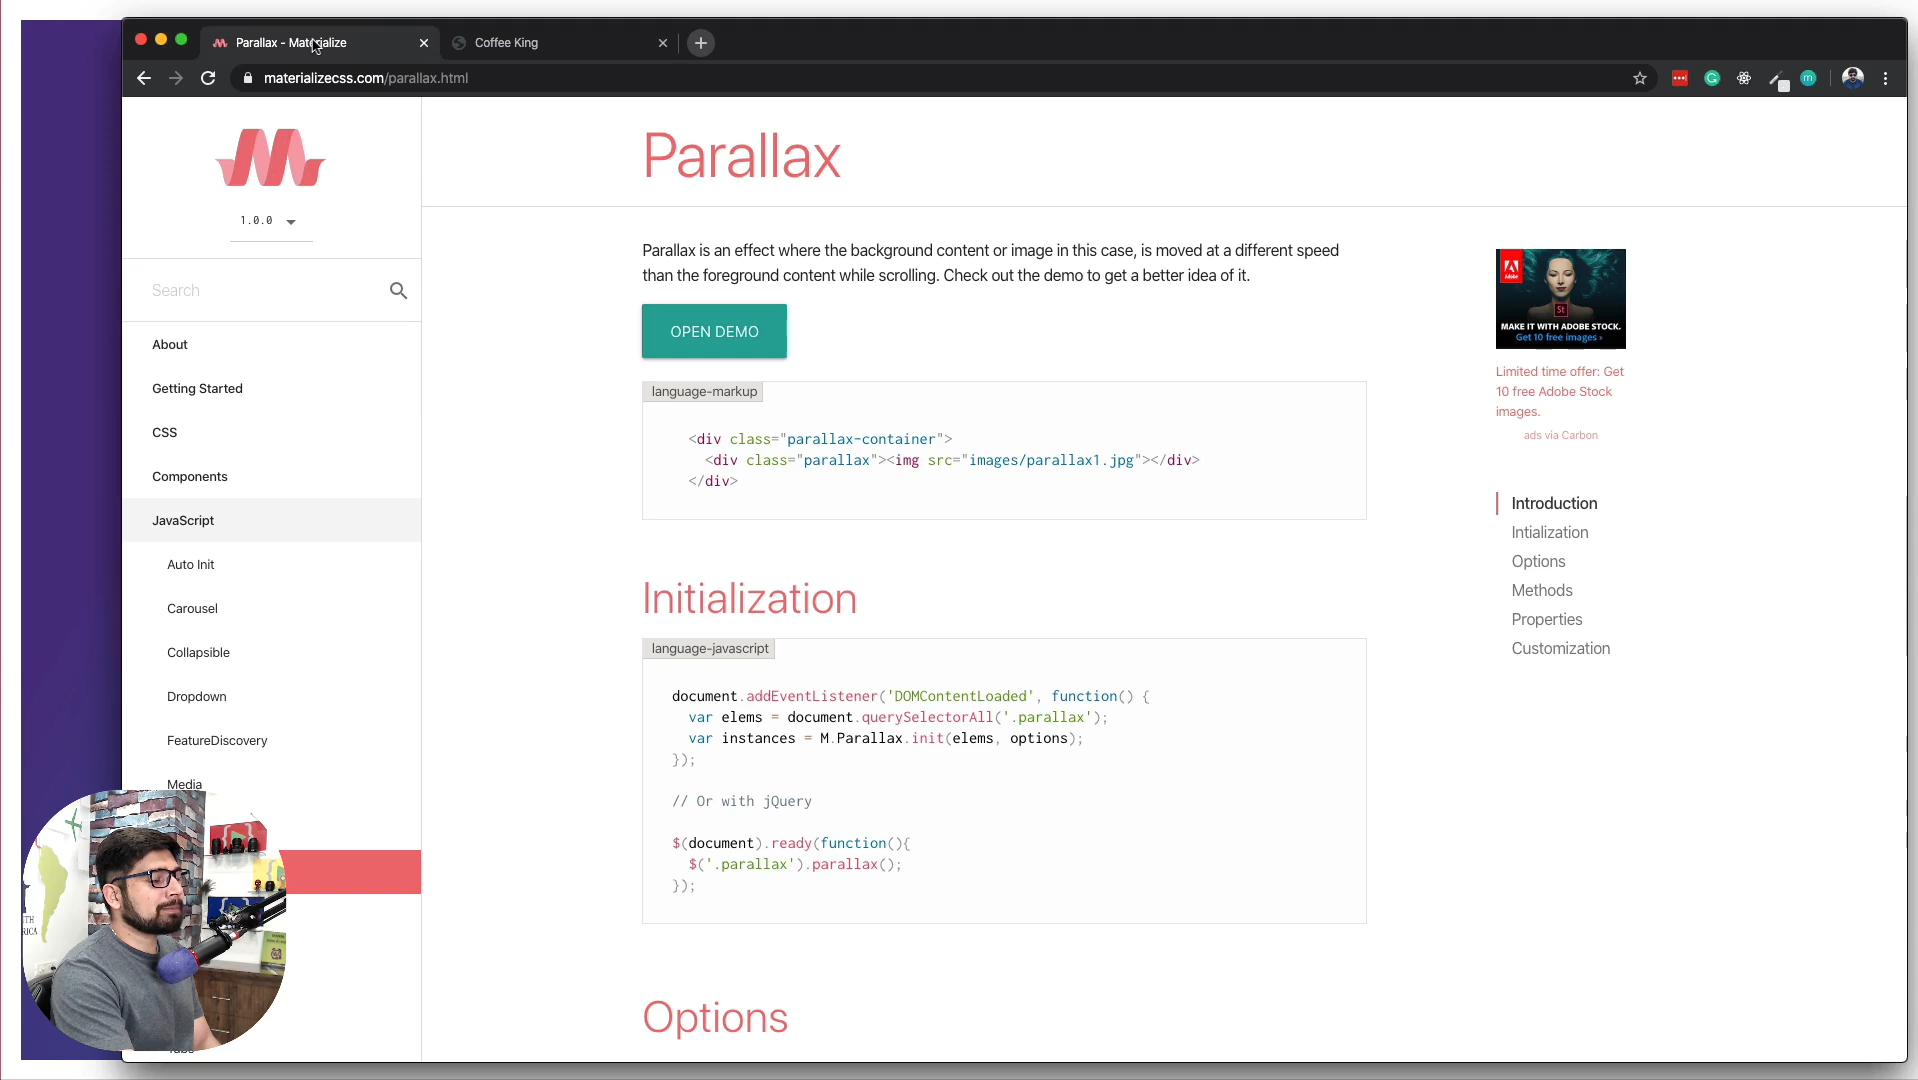 Parallax - Materialize
Coffee King
materializecss.com/parallax.html
1.0.0
Search
About
Getting Started
CSS
Components
JavaScript
Auto Init
Carousel
Collapsible
Dropdown
FeatureDiscovery
Media
Parallax
Parallax is an effect where the background content or image in this case, is moved at a different speed
than the foreground content while scrolling. Check out the demo to get a better idea of it.
OPEN DEMO
language-markup
<div class="parallax-container">
<div class="parallax"><img src="images/parallax1.jpg"></div>
</div>
Initialization
language-javascript
document.addEventListener('DOMContentLoaded', function() {
var elems = document.querySelectorAll('.parallax');
var instances = M.Parallax.init(elems, options);
});
// Or with jQuery
$(document).ready(function(){
$('.parallax').parallax();
});
Options
Adobe
St
MAKE IT WITH ADOBE STOCK.
Get 10 free images ›
Limited time offer: Get
10 free Adobe Stock
images.
ads via Carbon
Introduction
Intialization
Options
Methods
Properties
Customization